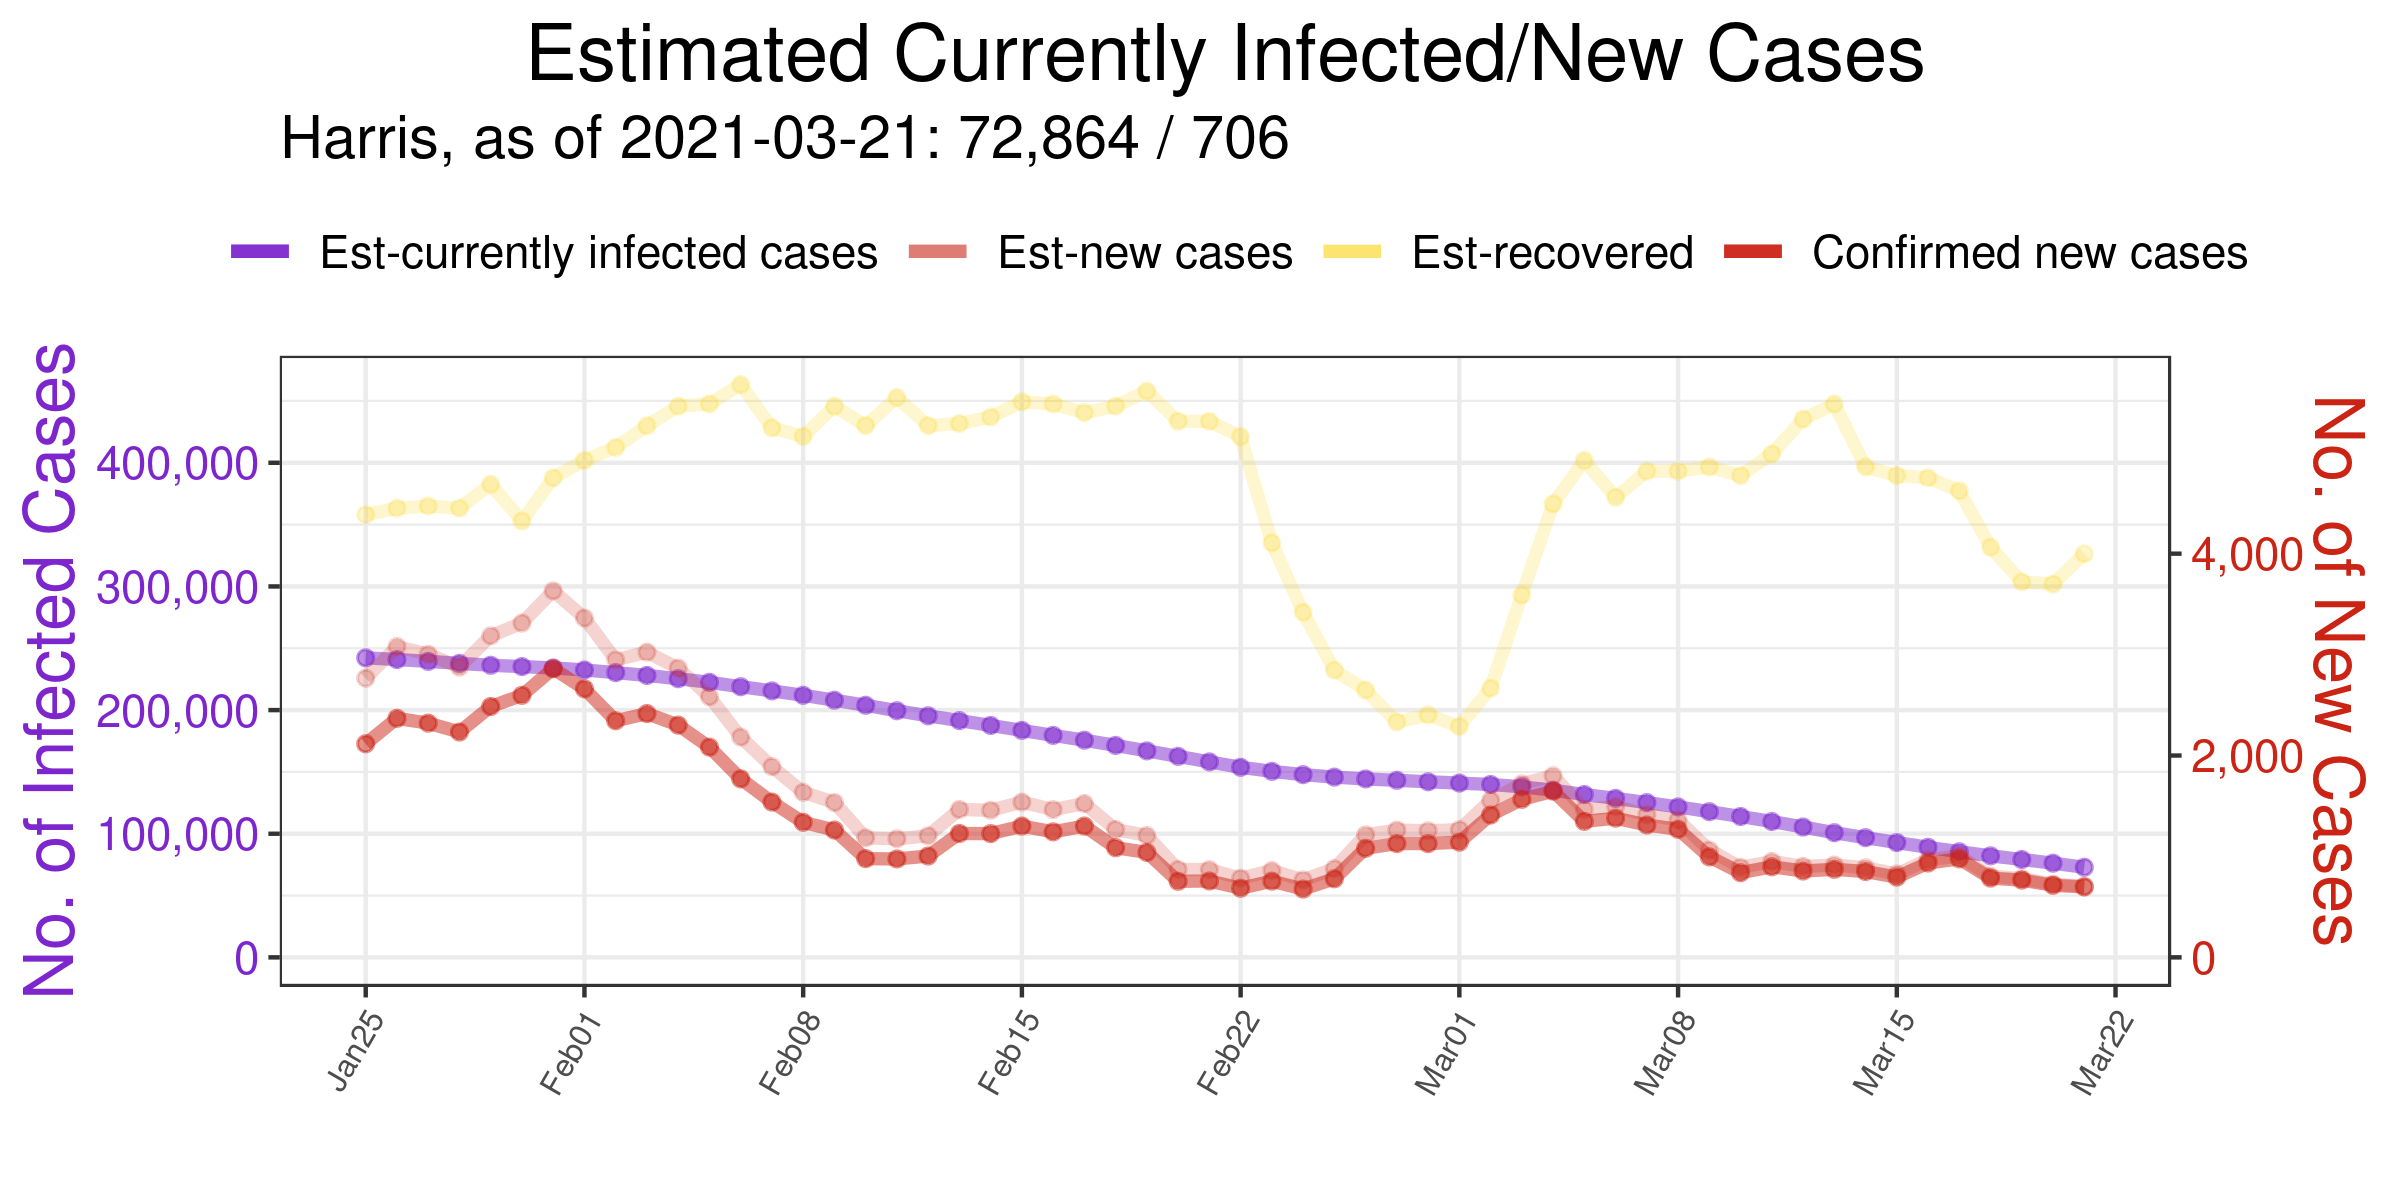 Estimated Currently Infected/New Cases
Harris, as of 2021-03-21: 72,864 / 706
Est-currently infected cases Est-new cases Est-recovered Confirmed new cases
No. of Infected Cases
400,000
300,000
200,000
100,000
0
No. of New Cases
4,000
2,000
0
Jan25 Feb01 Feb08 Feb15 Feb22 Mar01 Mar08 Mar15 Mar22